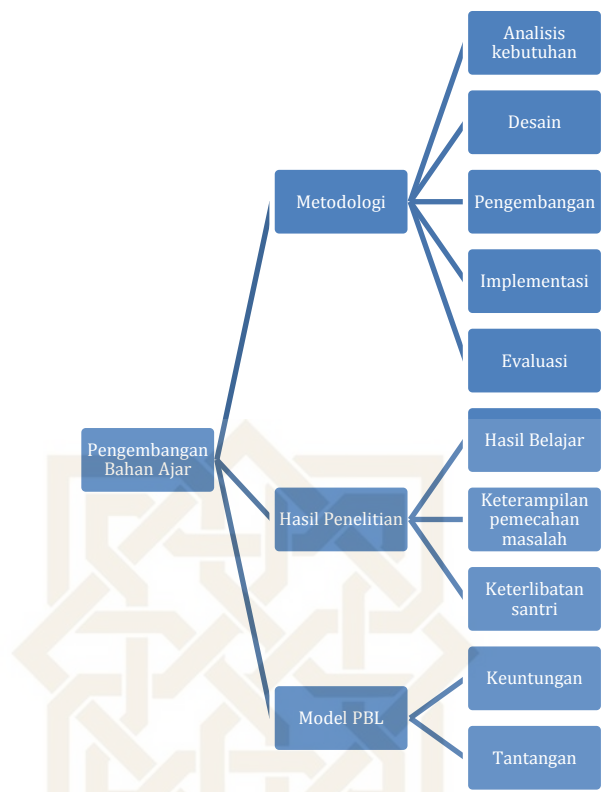 Pengembangan
Bahan Ajar
Metodologi
Analisis
kebutuhan
Desain
Pengembangan
Implementasi
Evaluasi
Hasil Penelitian
Hasil Belajar
Keterampilan
pemecahan
masalah
Keterlibatan
santri
Model PBL
Keuntungan
Tantangan